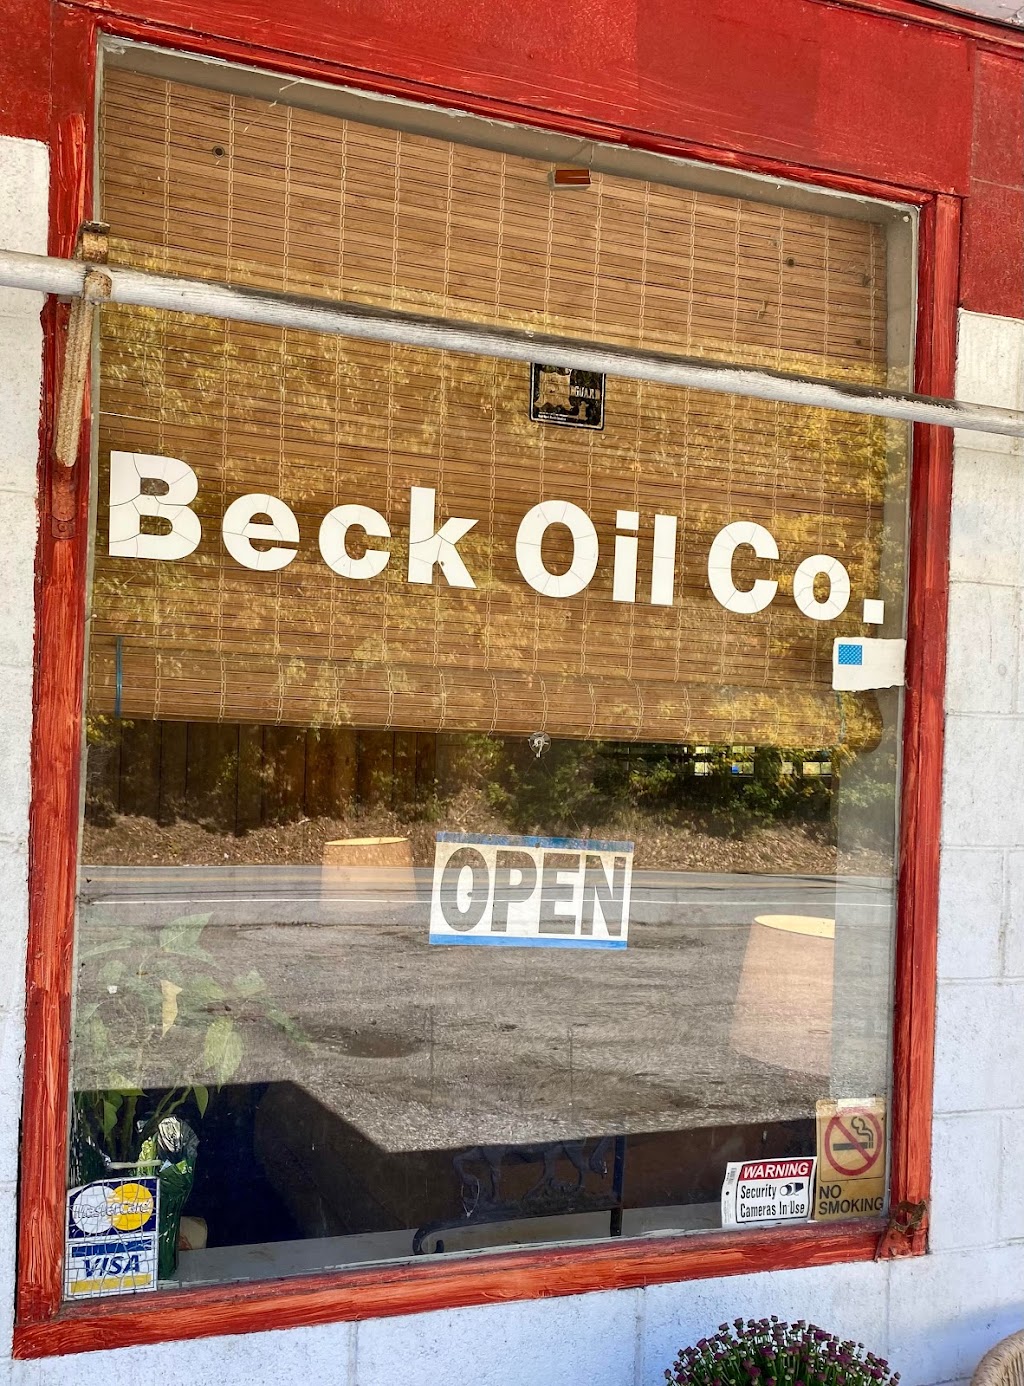 Beck Oil Co.
OPEN
NO
SMOKING
WARNING
Security
Cameras In Use
MasterCard
VISA